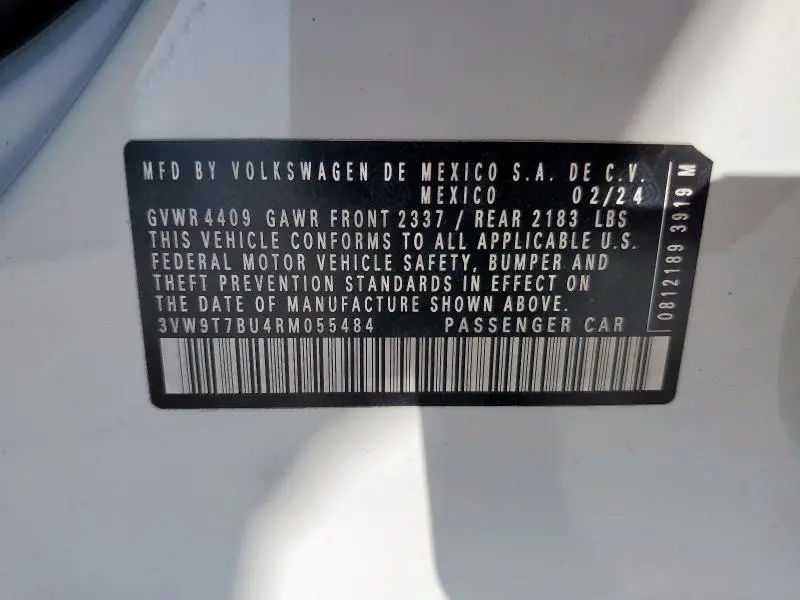 MFD BY VOLKSWAGEN DE MEXICO S.A. DE C.V.
MEXICO 02/24
GVWR 4409 GAWR FRONT 2337 / REAR 2183 LBS
THIS VEHICLE CONFORMS TO ALL APPLICABLE U.S.
FEDERAL MOTOR VEHICLE SAFETY, BUMPER AND
THEFT PREVENTION STANDARDS IN EFFECT ON
THE DATE OF MANUFACTURE SHOWN ABOVE.
3VW9T7BU4RM055484 PASSENGER CAR
0812189 3919 M